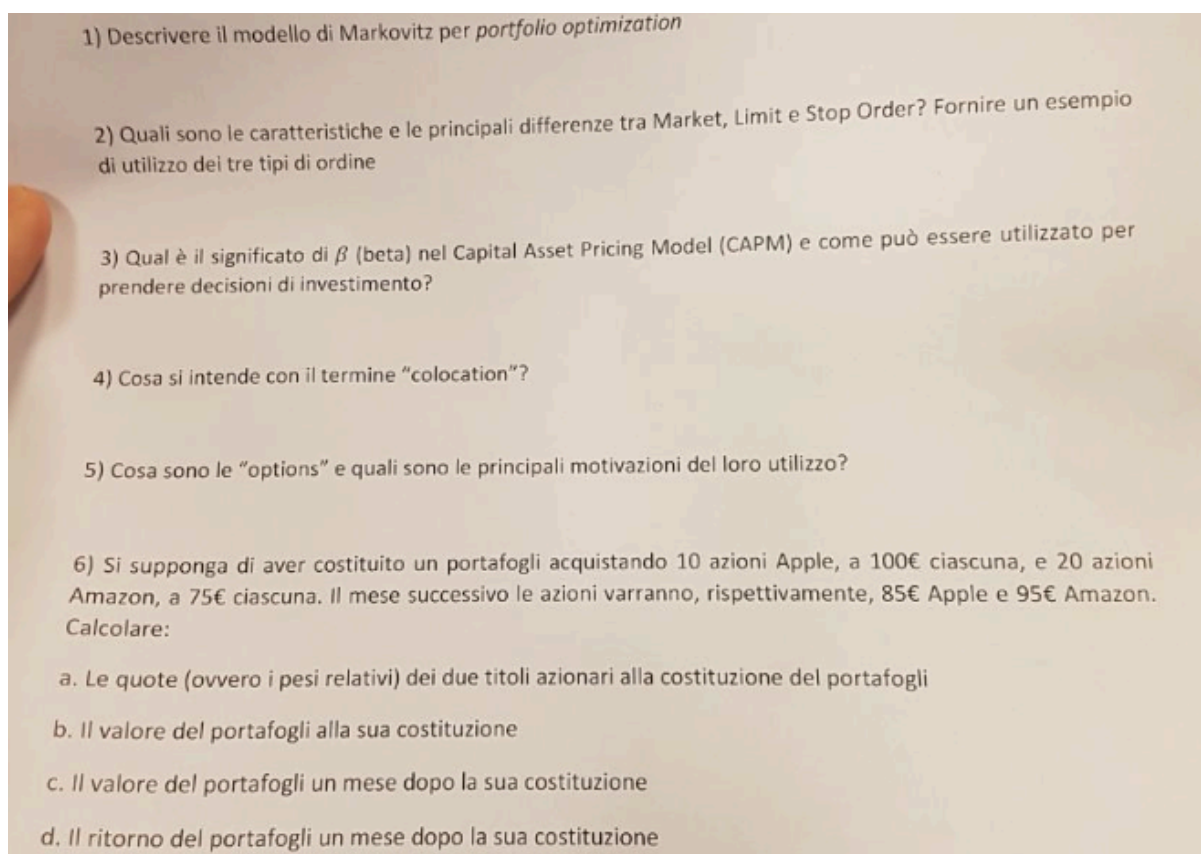 1) Descrivere il modello di Markovitz per portfolio optimization
2) Quali sono le caratteristiche e le principali differenze tra Market, Limit e Stop Order? Fornire un esempio
di utilizzo dei tre tipi di ordine
3) Qual è il significato di β (beta) nel Capital Asset Pricing Model (CAPM) e come può essere utilizzato per
prendere decisioni di investimento?
4) Cosa si intende con il termine “colocation”?
5) Cosa sono le “options” e quali sono le principali motivazioni del loro utilizzo?
6) Si supponga di aver costituito un portafogli acquistando 10 azioni Apple, a 100€ ciascuna, e 20 azioni
Amazon, a 75€ ciascuna. Il mese successivo le azioni varranno, rispettivamente, 85€ Apple e 95€ Amazon.
Calcolare:
a. Le quote (ovvero i pesi relativi) dei due titoli azionari alla costituzione del portafogli
b. Il valore del portafogli alla sua costituzione
c. Il valore del portafogli un mese dopo la sua costituzione
d. Il ritorno del portafogli un mese dopo la sua costituzione